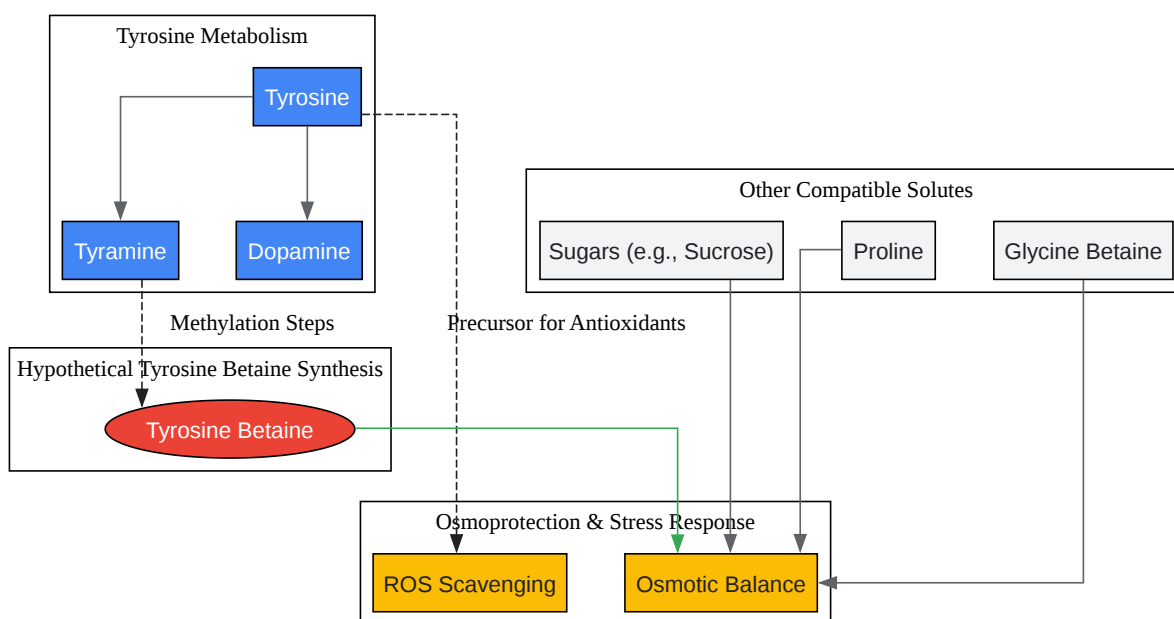 Tyrosine Metabolism
Tyrosine
Other Compatible Solutes
Tyramine
Dopamine
Sugars (e.g., Sucrose)
Proline
Glycine Betaine
Methylation Steps
Precursor for Antioxidants
Hypothetical Tyrosine Betaine Synthesis
Tyrosine Betaine
Osmoprotection & Stress Response
ROS Scavenging
Osmotic Balance